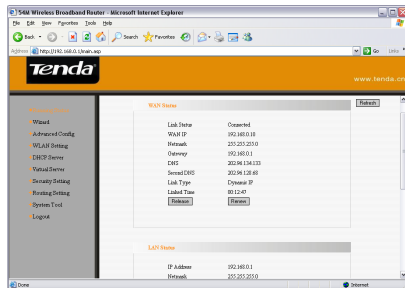 54M Wireless Broadband Router - Microsoft Internet Explorer
File Edit View Favorites Tools Help
Back Search Favorites
Address http://192.168.0.1/main.asp Go Links
Tenda
www.tenda.cn
WAN Status
Refresh
Wizard
Advanced Config
WLAN Setting
DHCP Server
Virtual Server
Security Setting
Routing Setting
System Tool
Logout
Link Status Connected
WAN IP 192.168.0.18
Netmask 255.255.255.0
Gateway 192.168.0.1
DNS 202.96.134.133
Second DNS 202.96.128.68
Link Type Dynamic IP
Linked Time 00:12:47
Release Renew
LAN Status
IP Address 192.168.0.1
Netmask 255.255.255.0
Done Internet